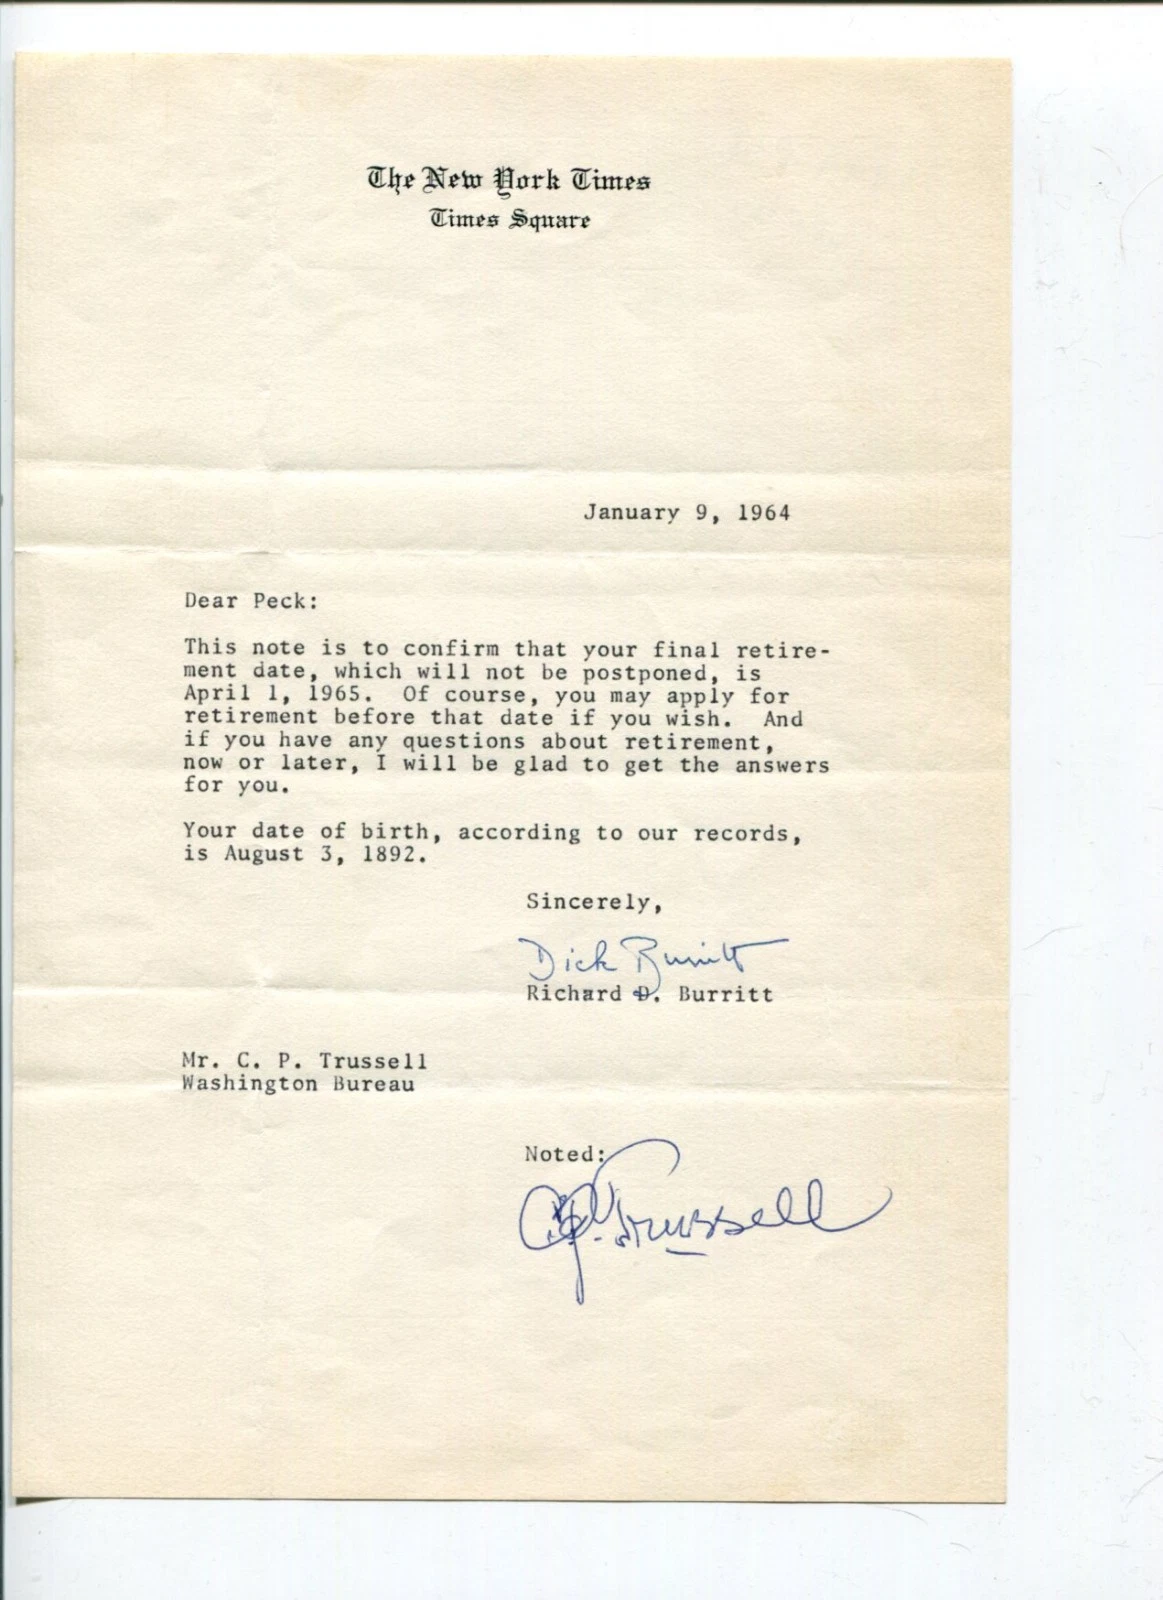 The New York Times
Times Square
January 9, 1964
Dear Peck:
This note is to confirm that your final retire-
ment date, which will not be postponed, is
April 1, 1965. Of course, you may apply for
retirement before that date if you wish. And
if you have any questions about retirement,
now or later, I will be glad to get the answers
for you.
Your date of birth, according to our records,
is August 3, 1892.
Sincerely,
Dick Burritt
Richard D. Burritt
Mr. C. P. Trussell
Washington Bureau
Noted:
C.P. Trussell